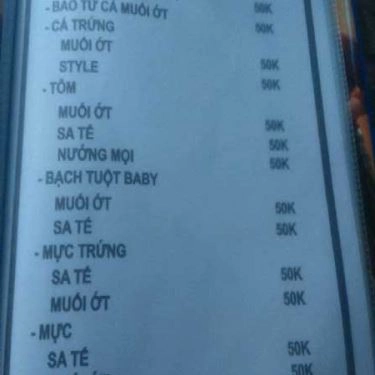 - BAO TỬ CÁ MUỐI ỚT 50K
- CÁ TRỨNG 50K
MUỐI ỚT
STYLE 50K
- TÔM 50K
MUỐI ỚT
SA TẾ 50K
NƯỚNG MỌI 50K
50K
- BẠCH TUỘT BABY
MUỐI ỚT 50K
SA TẾ 50K
- MỰC TRỨNG
SA TẾ 50K
MUỐI ỚT 50K
- MỰC
SA TẾ 50K
50K